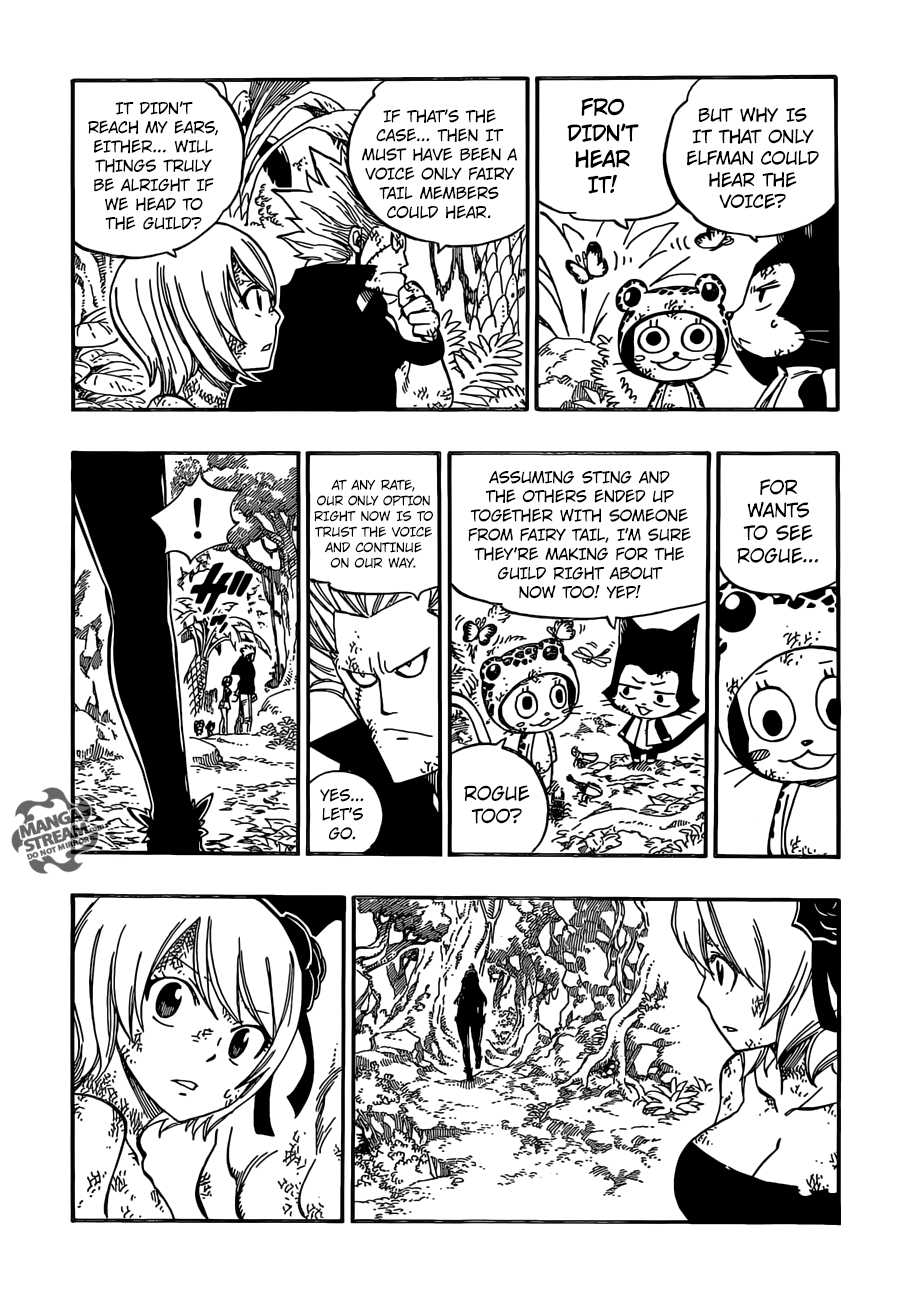 BUT WHY IS
IT THAT ONLY
ELFMAN COULD
HEAR THE
VOICE?
FRO
DIDN'T
HEAR
IT!
IF THAT'S THE
CASE... THEN IT
MUST HAVE BEEN A
VOICE ONLY FAIRY
TAIL MEMBERS
COULD HEAR.
IT DIDN'T
REACH MY EARS,
EITHER... WILL
THINGS TRULY
BE ALRIGHT IF
WE HEAD TO
THE GUILD?
FOR
WANTS
TO SEE
ROGUE...
ASSUMING STING AND
THE OTHERS ENDED UP
TOGETHER WITH SOMEONE
FROM FAIRY TAIL, I'M SURE
THEY'RE MAKING FOR THE
GUILD RIGHT ABOUT
NOW TOO! YEP!
ROGUE
TOO?
AT ANY RATE,
OUR ONLY OPTION
RIGHT NOW IS TO
TRUST THE VOICE
AND CONTINUE
ON OUR WAY.
YES...
LET'S
GO.
!
MANGA
STREAM.COM
DO NOT MIRROR